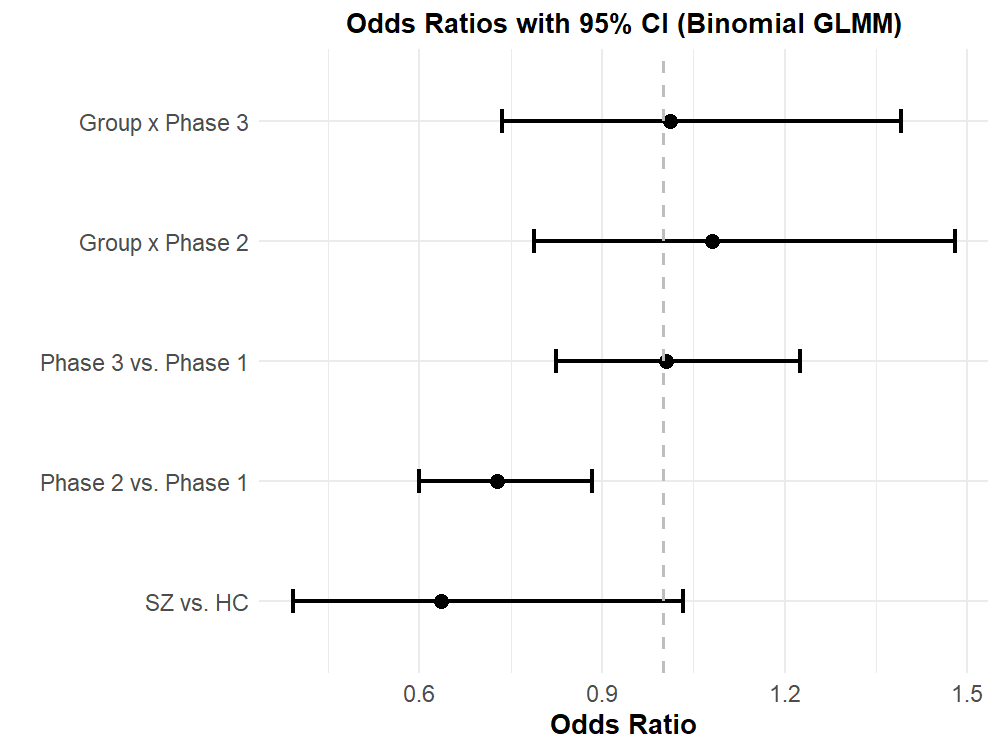 Odds Ratios with 95% CI (Binomial GLMM)
Group x Phase 3
Group x Phase 2
Phase 3 vs. Phase 1
Phase 2 vs. Phase 1
SZ vs. HC
0.6 0.9 1.2 1.5
Odds Ratio